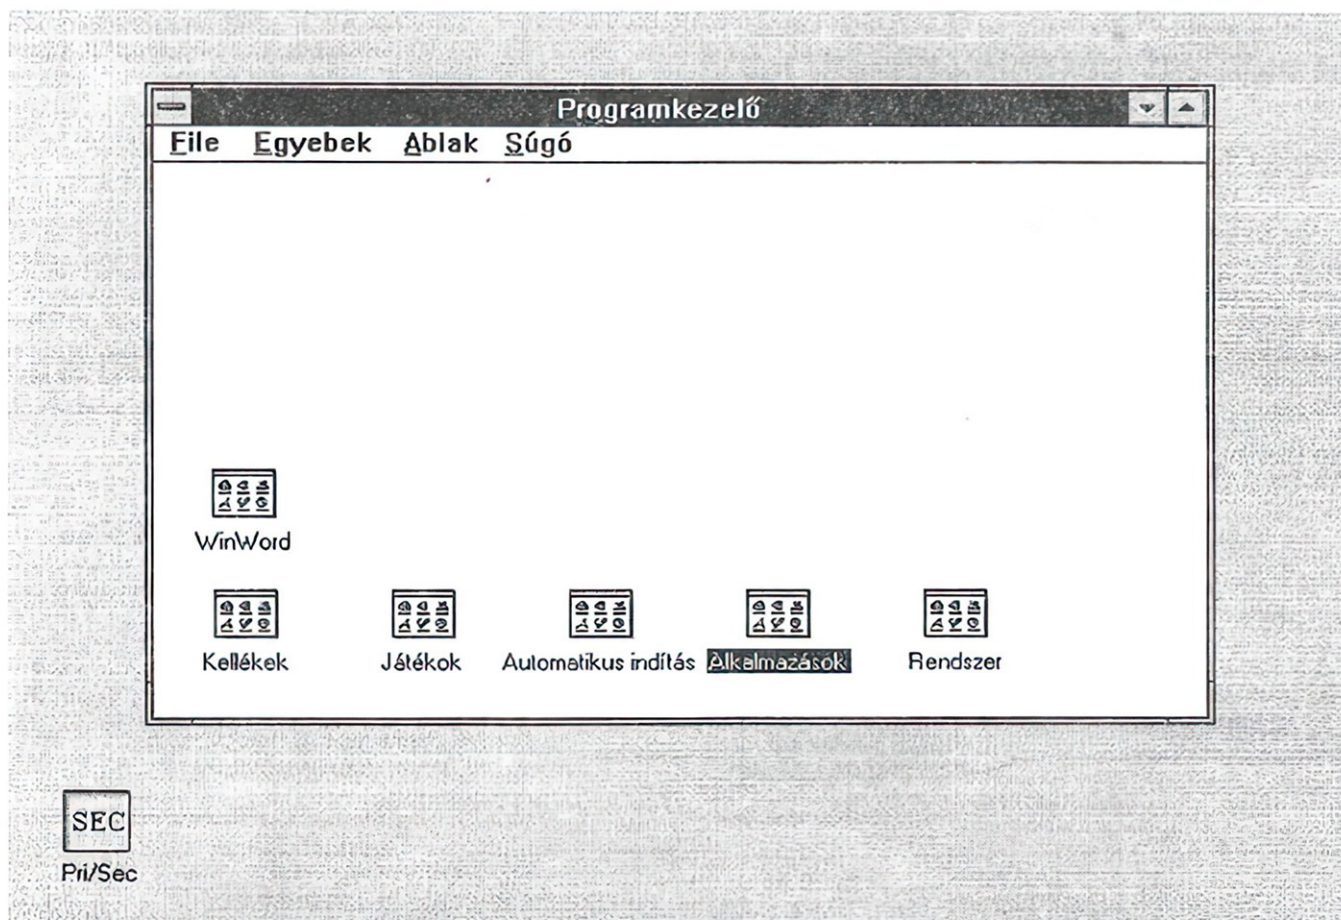 Programkezelő
File Egyebek Ablak Súgó
WinWord
Kellékek Játékok Automatikus indítás Alkalmazások Rendszer
SEC
Pri/Sec